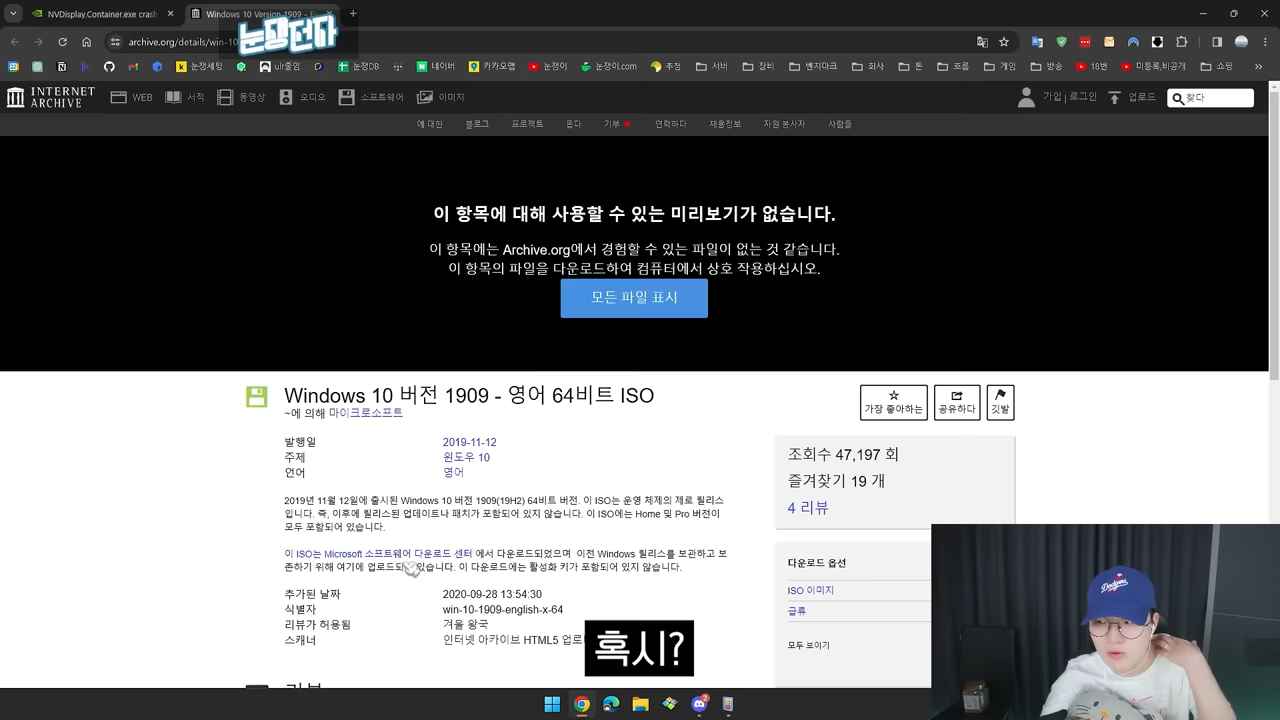 NVDisplay.Container.exe crash
Windows 10 Version 1909 - E
눈쟁전자
archive.org/details/win-10
눈쟁세팅
ui줄임
눈쟁DB
네이버
카카오맵
눈쟁이
눈쟁이.com
추천
서버
장비
벤치마크
회사
돈
흐름
게임
방송
18번
미등록,비공개
쇼핑
INTERNET ARCHIVE
WEB
서적
동영상
오디오
소프트웨어
이미지
가입 | 로그인
업로드
찾다
에 대한
블로그
프로젝트
돕다
기부
연락하다
채용정보
자원 봉사자
사람들
이 항목에 대해 사용할 수 있는 미리보기가 없습니다.
이 항목에는 Archive.org에서 경험할 수 있는 파일이 없는 것 같습니다.
이 항목의 파일을 다운로드하여 컴퓨터에서 상호 작용하십시오.
모든 파일 표시
Windows 10 버전 1909 - 영어 64비트 ISO
~에 의해 마이크로소프트
가장 좋아하는
공유하다
깃발
발행일 2019-11-12
주제 윈도우 10
언어 영어
조회수 47,197 회
즐겨찾기 19 개
4 리뷰
2019년 11월 12일에 출시된 Windows 10 버전 1909(19H2) 64비트 버전. 이 ISO는 운영 체제의 제로 릴리스
입니다. 즉, 이후에 릴리스된 업데이트나 패치가 포함되어 있지 않습니다. 이 ISO에는 Home 및 Pro 버전이
모두 포함되어 있습니다.
이 ISO는 Microsoft 소프트웨어 다운로드 센터 에서 다운로드되었으며 이전 Windows 릴리스를 보관하고 보
존하기 위해 여기에 업로드되었습니다. 이 다운로드에는 활성화 키가 포함되어 있지 않습니다.
다운로드 옵션
ISO 이미지
급류
모두 보이기
추가된 날짜 2020-09-28 13:54:30
식별자 win-10-1909-english-x-64
리뷰가 허용됨 겨울 왕국
스캐너 인터넷 아카이브 HTML5 업로
혹시?